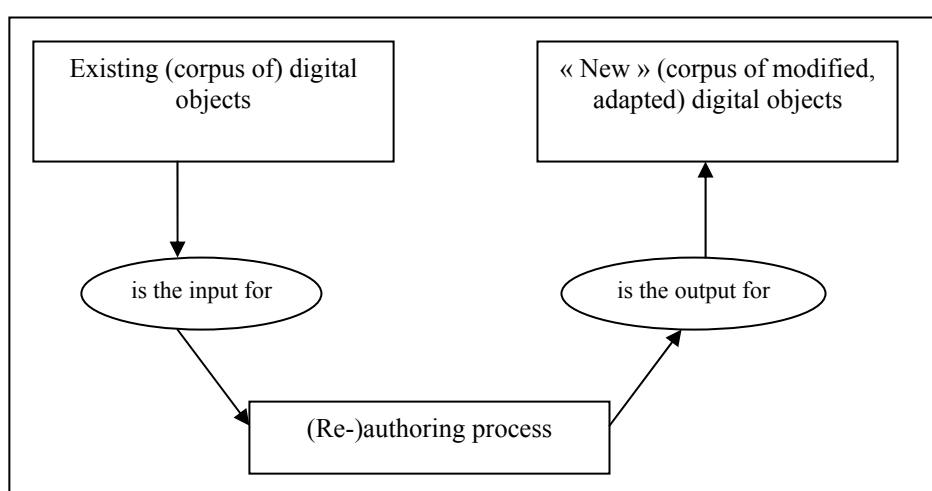 Existing (corpus of) digital
objects
« New » (corpus of modified,
adapted) digital objects
is the input for
is the output for
(Re-)authoring process